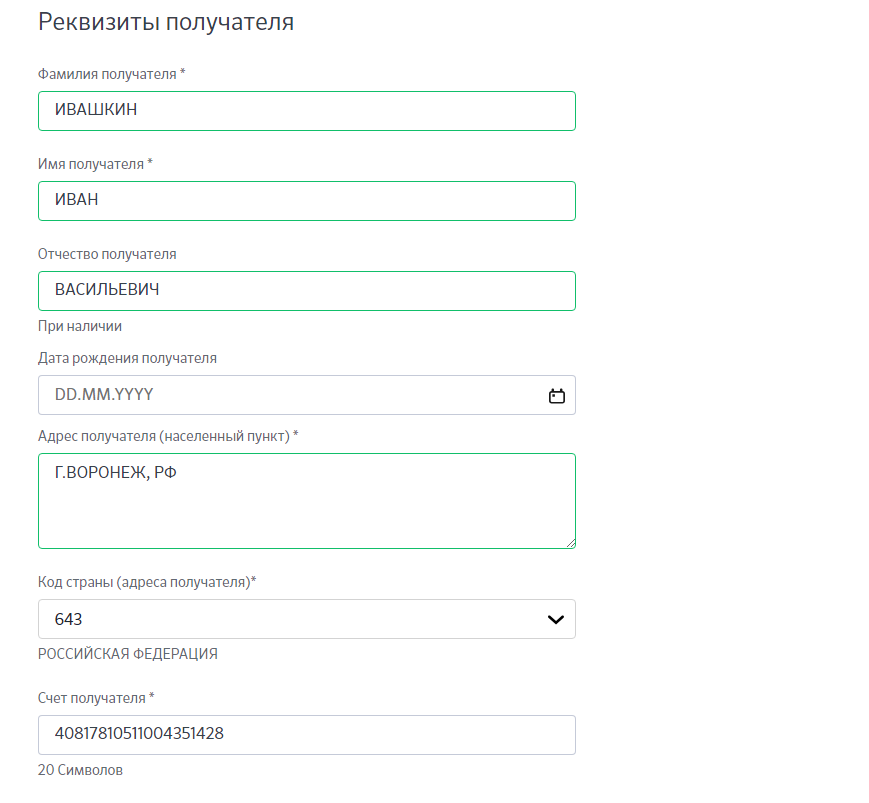 Реквизиты получателя
Фамилия получателя *
ИВАШКИН
Имя получателя *
ИВАН
Отчество получателя
ВАСИЛЬЕВИЧ
При наличии
Дата рождения получателя
DD.MM.YYYY
Адрес получателя (населенный пункт) *
Г.ВОРОНЕЖ, РФ
Код страны (адреса получателя)*
643
РОССИЙСКАЯ ФЕДЕРАЦИЯ
Счет получателя *
40817810511004351428
20 Символов